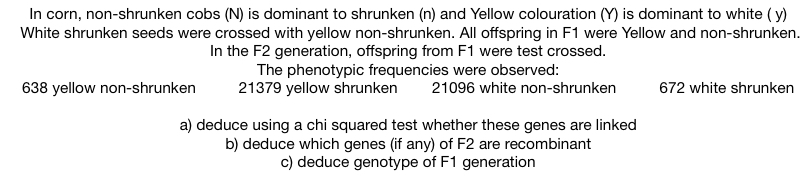 In corn, non-shrunken cobs (N) is dominant to shrunken (n) and Yellow colouration (Y) is dominant to white ( y)
White shrunken seeds were crossed with yellow non-shrunken. All offspring in F1 were Yellow and non-shrunken.
In the F2 generation, offspring from F1 were test crossed.
The phenotypic frequencies were observed:
638 yellow non-shrunken 21379 yellow shrunken 21096 white non-shrunken 672 white shrunken
a) deduce using a chi squared test whether these genes are linked
b) deduce which genes (if any) of F2 are recombinant
c) deduce genotype of F1 generation